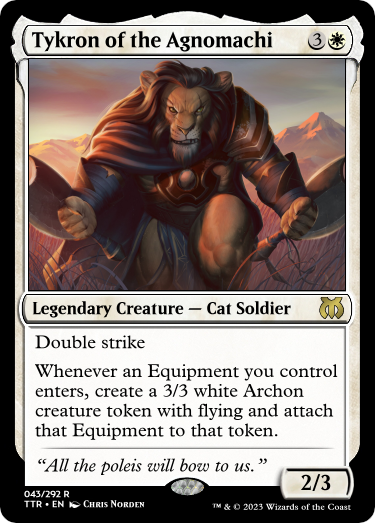 Tykron of the Agnomachi 3
Legendary Creature — Cat Soldier
Double strike
Whenever an Equipment you control
enters, create a 3/3 white Archon
creature token with flying and attach
that Equipment to that token.
“All the poleis will bow to us.”
2/3
043/292 R
TTR • EN Chris Norden
™ & © 2023 Wizards of the Coast